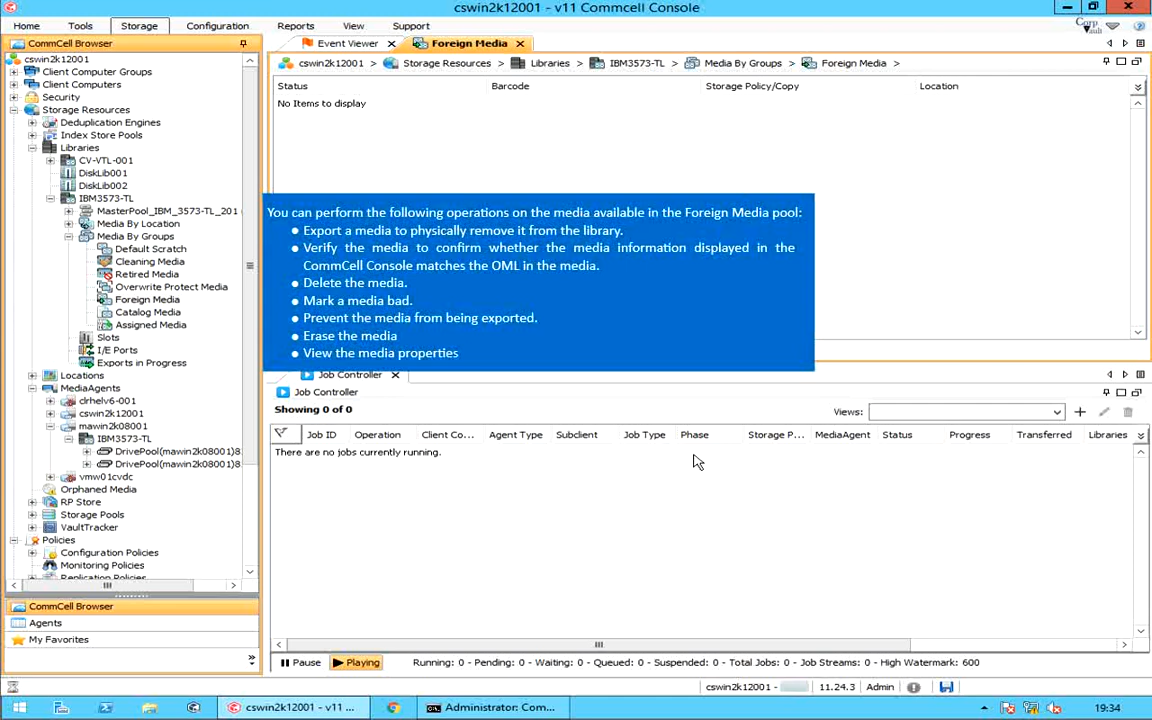 cswin2k12001 - v11 Commcell Console
Home Tools Storage Configuration Reports View Support
CommCell Browser
Event Viewer Foreign Media
cswin2k12001 > Storage Resources > Libraries > IBM3573-TL > Media By Groups > Foreign Media >
Status Barcode Storage Policy/Copy Location
No Items to display
cswin2k12001
Client Computer Groups
Client Computers
Security
Storage Resources
Deduplication Engines
Index Store Pools
Libraries
CV-VTL-001
DiskLib001
DiskLib002
IBM3573-TL
MasterPool_IBM_3573-TL_201
Media By Location
Media By Groups
Default Scratch
Cleaning Media
Retired Media
Overwrite Protect Media
Foreign Media
Catalog Media
Assigned Media
Slots
I/E Ports
Exports in Progress
Locations
MediaAgents
clrhelv6-001
cswin2k12001
mawin2k08001
IBM3573-TL
DrivePool(mawin2k08001)8
DrivePool(mawin2k08001)8
vmw01cvdc
Orphaned Media
RP Store
Storage Pools
VaultTracker
Policies
Configuration Policies
Monitoring Policies
Replication Policies
CommCell Browser
Agents
My Favorites
You can perform the following operations on the media available in the Foreign Media pool:
● Export a media to physically remove it from the library.
● Verify the media to confirm whether the media information displayed in the
CommCell Console matches the OML in the media.
● Delete the media.
● Mark a media bad.
● Prevent the media from being exported.
● Erase the media
● View the media properties
Job Controller
Job Controller
Showing 0 of 0
Views:
Job ID Operation Client Co... Agent Type Subclient Job Type Phase Storage P... MediaAgent Status Progress Transferred Libraries
There are no jobs currently running.
Pause Playing Running: 0 - Pending: 0 - Waiting: 0 - Queued: 0 - Suspended: 0 - Total Jobs: 0 - Job Streams: 0 - High Watermark: 600
cswin2k12001 - 11.24.3 Admin
cswin2k12001 - v11 ... Administrator: Com... 19:34